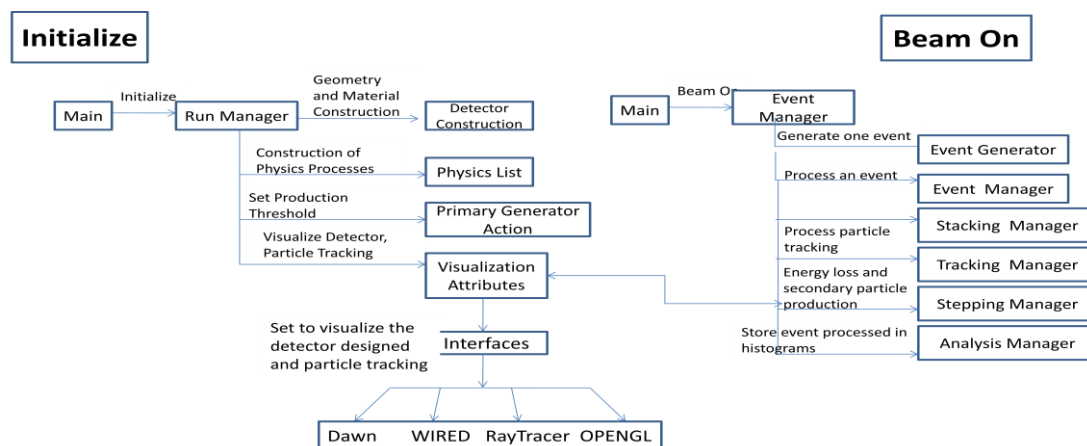 Initialize
Beam On
Main
Initialize
Run Manager
Geometry
and Material
Construction
Detector
Construction
Construction of
Physics Processes
Physics List
Set Production
Threshold
Primary Generator
Action
Visualize Detector,
Particle Tracking
Visualization
Attributes
Set to visualize the
detector designed
and particle tracking
Interfaces
Dawn WIRED RayTracer OPENGL
Main
Beam On
Event
Manager
Generate one event
Event Generator
Process an event
Event Manager
Stacking Manager
Process particle
tracking
Tracking Manager
Energy loss and
secondary particle
production
Stepping Manager
Store event processed in
histograms
Analysis Manager